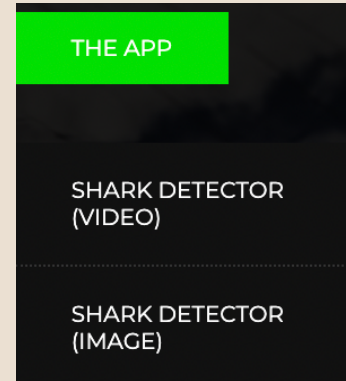 THE APP
SHARK DETECTOR
(VIDEO)
SHARK DETECTOR
(IMAGE)